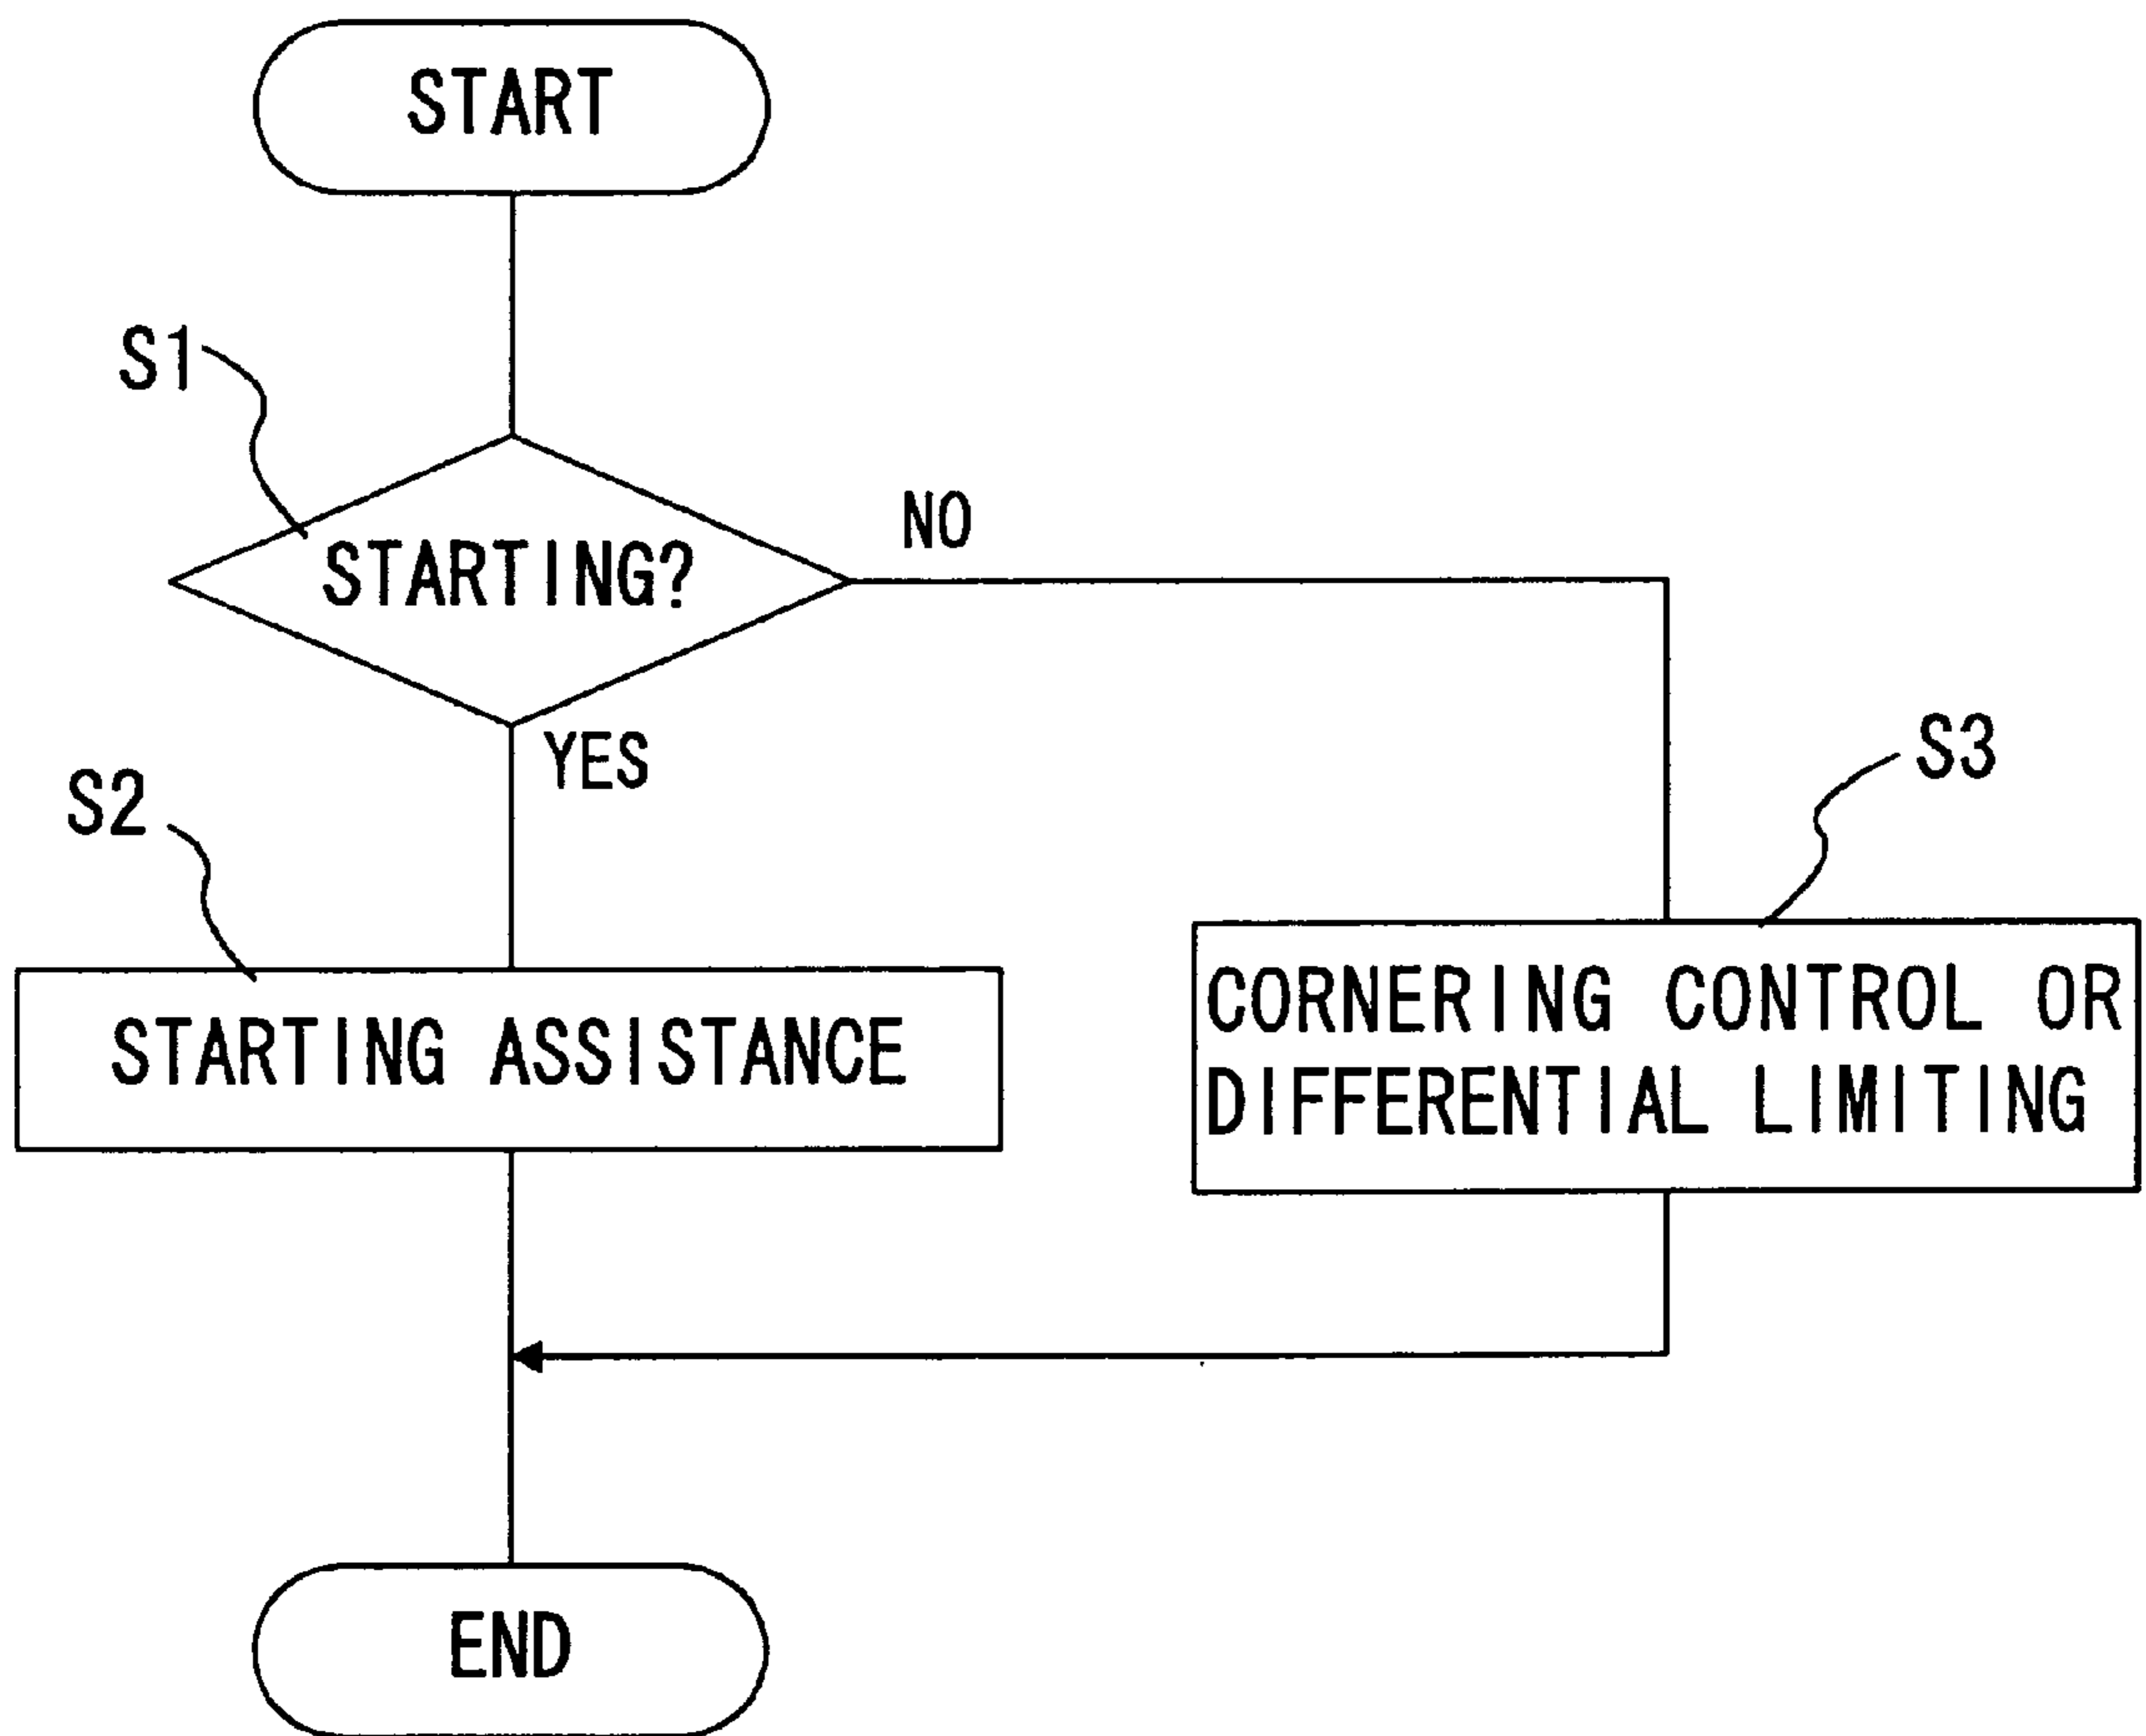 START
S1
STARTING?
NO
YES
S2
S3
STARTING ASSISTANCE
CORNERING CONTROL OR
DIFFERENTIAL LIMITING
END